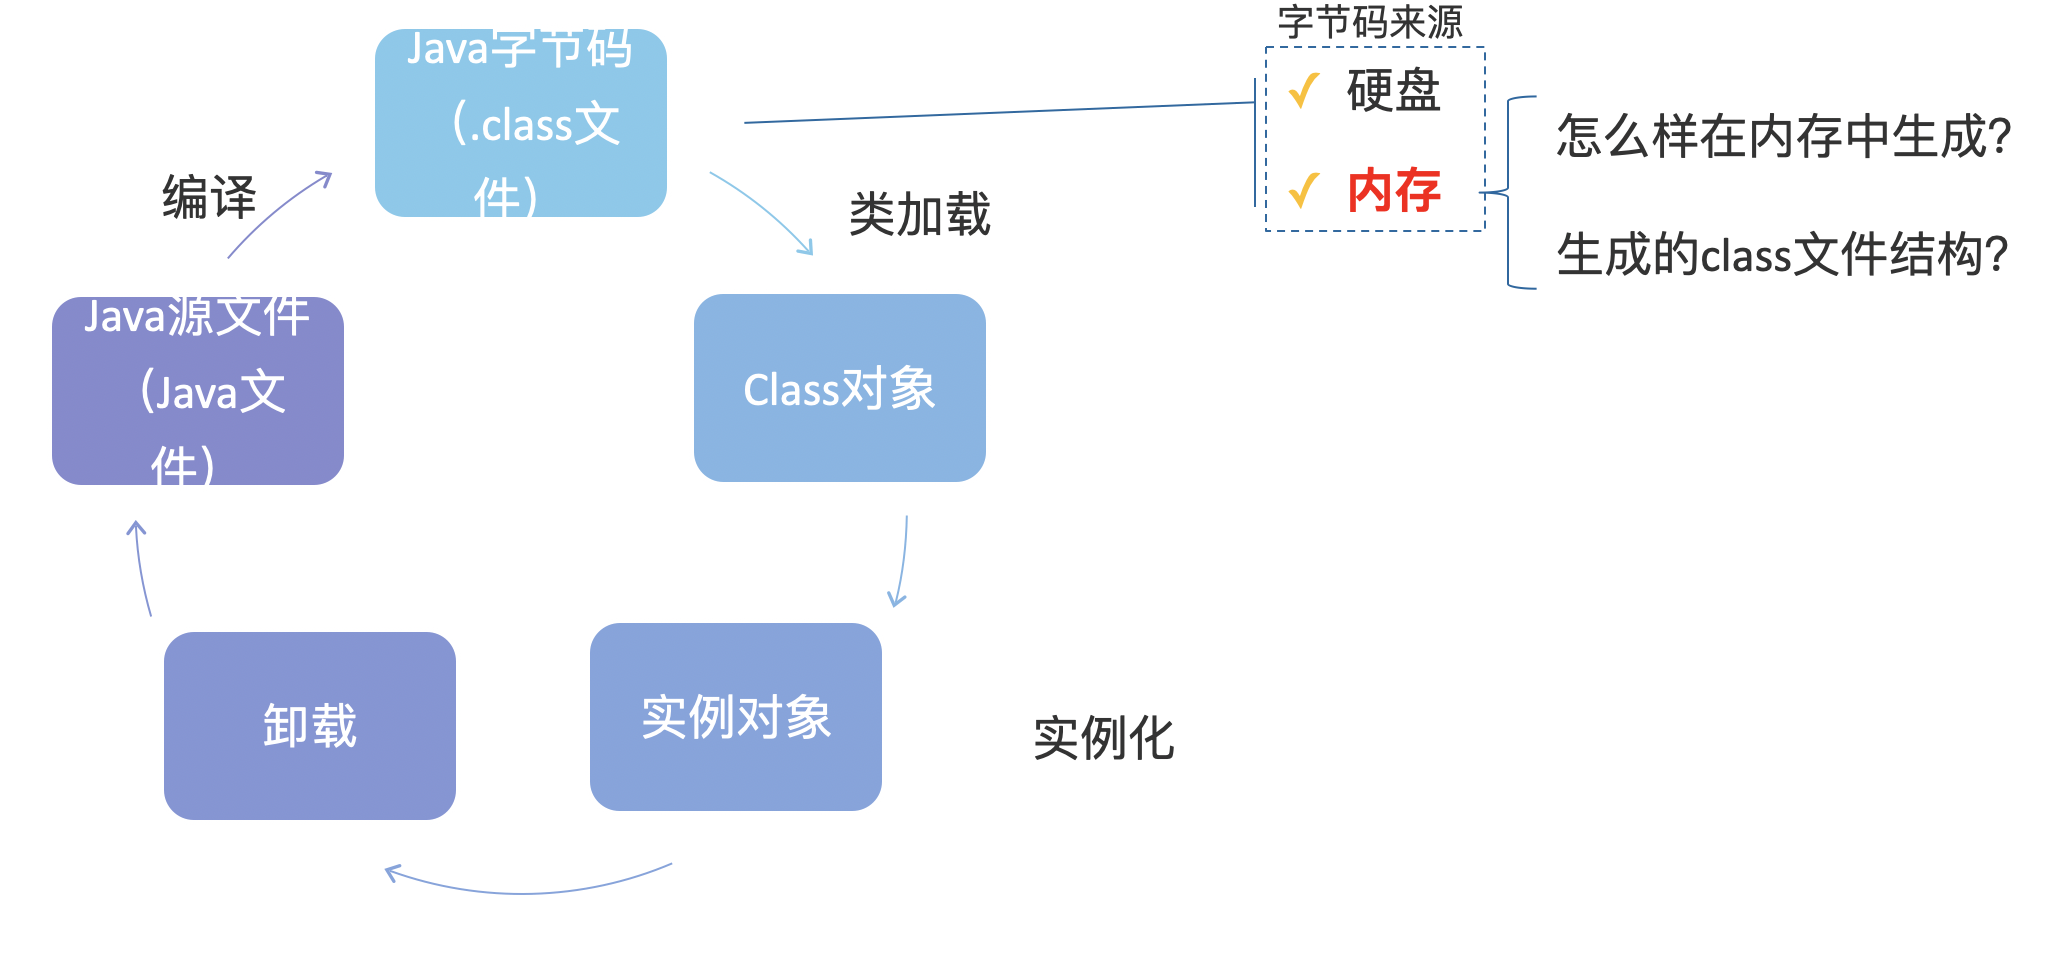 字节码来源
Java字节码
（.class文
件）
硬盘
内存
怎么样在内存中生成?
生成的class文件结构?
编译
类加载
Java源文件
（Java文
件）
Class对象
卸载
实例对象
实例化